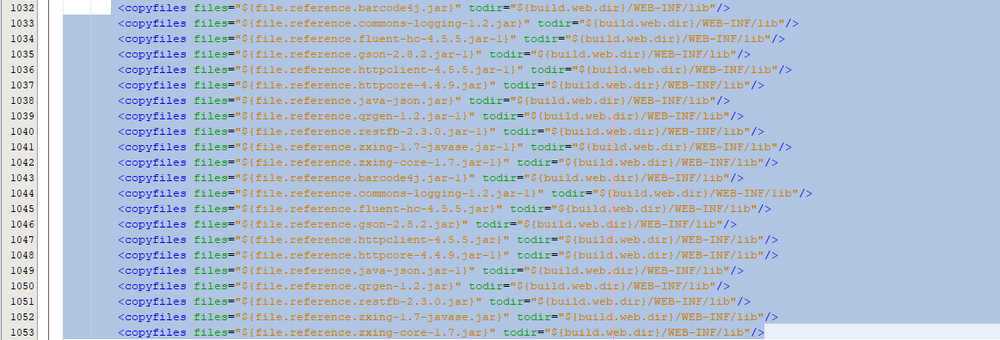 1032 <copyfiles files="${file.reference.barcode4j.jar}" todir="${build.web.dir}/WEB-INF/lib"/>
1033 <copyfiles files="${file.reference.commons-logging-1.2.jar}" todir="${build.web.dir}/WEB-INF/lib"/>
1034 <copyfiles files="${file.reference.fluent-hc-4.5.5.jar-1}" todir="${build.web.dir}/WEB-INF/lib"/>
1035 <copyfiles files="${file.reference.gson-2.8.2.jar-1}" todir="${build.web.dir}/WEB-INF/lib"/>
1036 <copyfiles files="${file.reference.httpclient-4.5.5.jar-1}" todir="${build.web.dir}/WEB-INF/lib"/>
1037 <copyfiles files="${file.reference.httpcore-4.4.9.jar}" todir="${build.web.dir}/WEB-INF/lib"/>
1038 <copyfiles files="${file.reference.java-json.jar}" todir="${build.web.dir}/WEB-INF/lib"/>
1039 <copyfiles files="${file.reference.qrgen-1.2.jar-1}" todir="${build.web.dir}/WEB-INF/lib"/>
1040 <copyfiles files="${file.reference.restfb-2.3.0.jar-1}" todir="${build.web.dir}/WEB-INF/lib"/>
1041 <copyfiles files="${file.reference.zxing-1.7-javase.jar-1}" todir="${build.web.dir}/WEB-INF/lib"/>
1042 <copyfiles files="${file.reference.zxing-core-1.7.jar-1}" todir="${build.web.dir}/WEB-INF/lib"/>
1043 <copyfiles files="${file.reference.barcode4j.jar-1}" todir="${build.web.dir}/WEB-INF/lib"/>
1044 <copyfiles files="${file.reference.commons-logging-1.2.jar-1}" todir="${build.web.dir}/WEB-INF/lib"/>
1045 <copyfiles files="${file.reference.fluent-hc-4.5.5.jar}" todir="${build.web.dir}/WEB-INF/lib"/>
1046 <copyfiles files="${file.reference.gson-2.8.2.jar}" todir="${build.web.dir}/WEB-INF/lib"/>
1047 <copyfiles files="${file.reference.httpclient-4.5.5.jar}" todir="${build.web.dir}/WEB-INF/lib"/>
1048 <copyfiles files="${file.reference.httpcore-4.4.9.jar-1}" todir="${build.web.dir}/WEB-INF/lib"/>
1049 <copyfiles files="${file.reference.java-json.jar-1}" todir="${build.web.dir}/WEB-INF/lib"/>
1050 <copyfiles files="${file.reference.qrgen-1.2.jar}" todir="${build.web.dir}/WEB-INF/lib"/>
1051 <copyfiles files="${file.reference.restfb-2.3.0.jar}" todir="${build.web.dir}/WEB-INF/lib"/>
1052 <copyfiles files="${file.reference.zxing-1.7-javase.jar}" todir="${build.web.dir}/WEB-INF/lib"/>
1053 <copyfiles files="${file.reference.zxing-core-1.7.jar}" todir="${build.web.dir}/WEB-INF/lib"/>